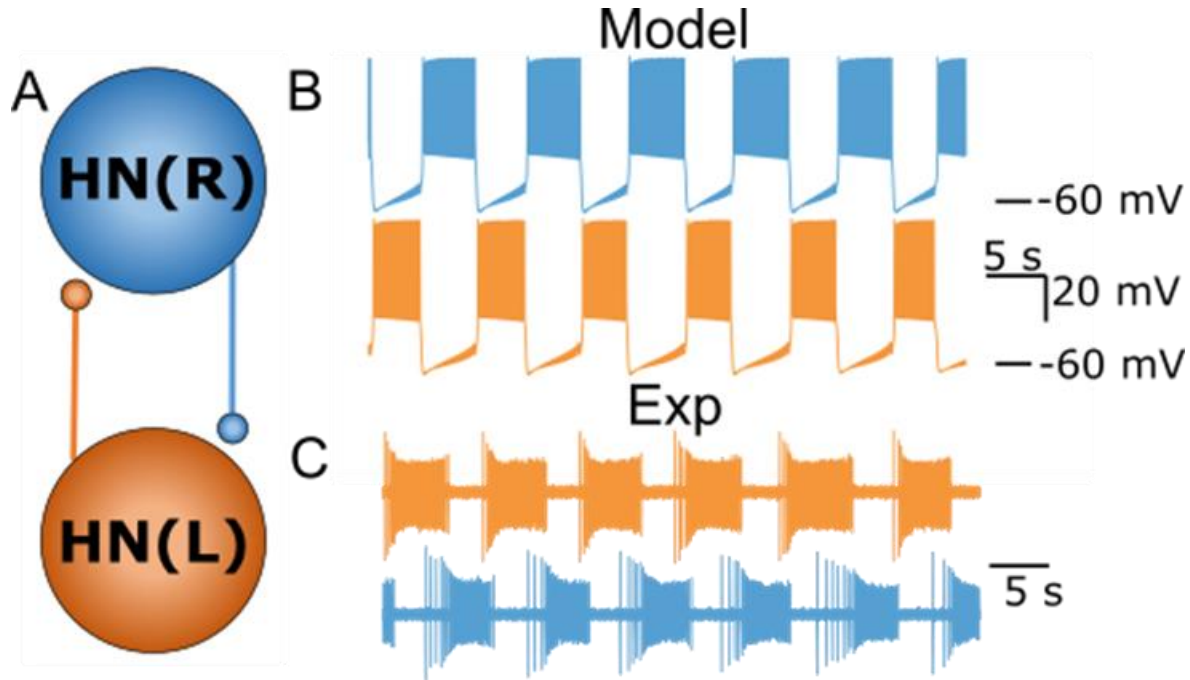 Model
A
B
HN(R)
-60 mV
5 s
20 mV
-60 mV
Exp
C
HN(L)
5 s